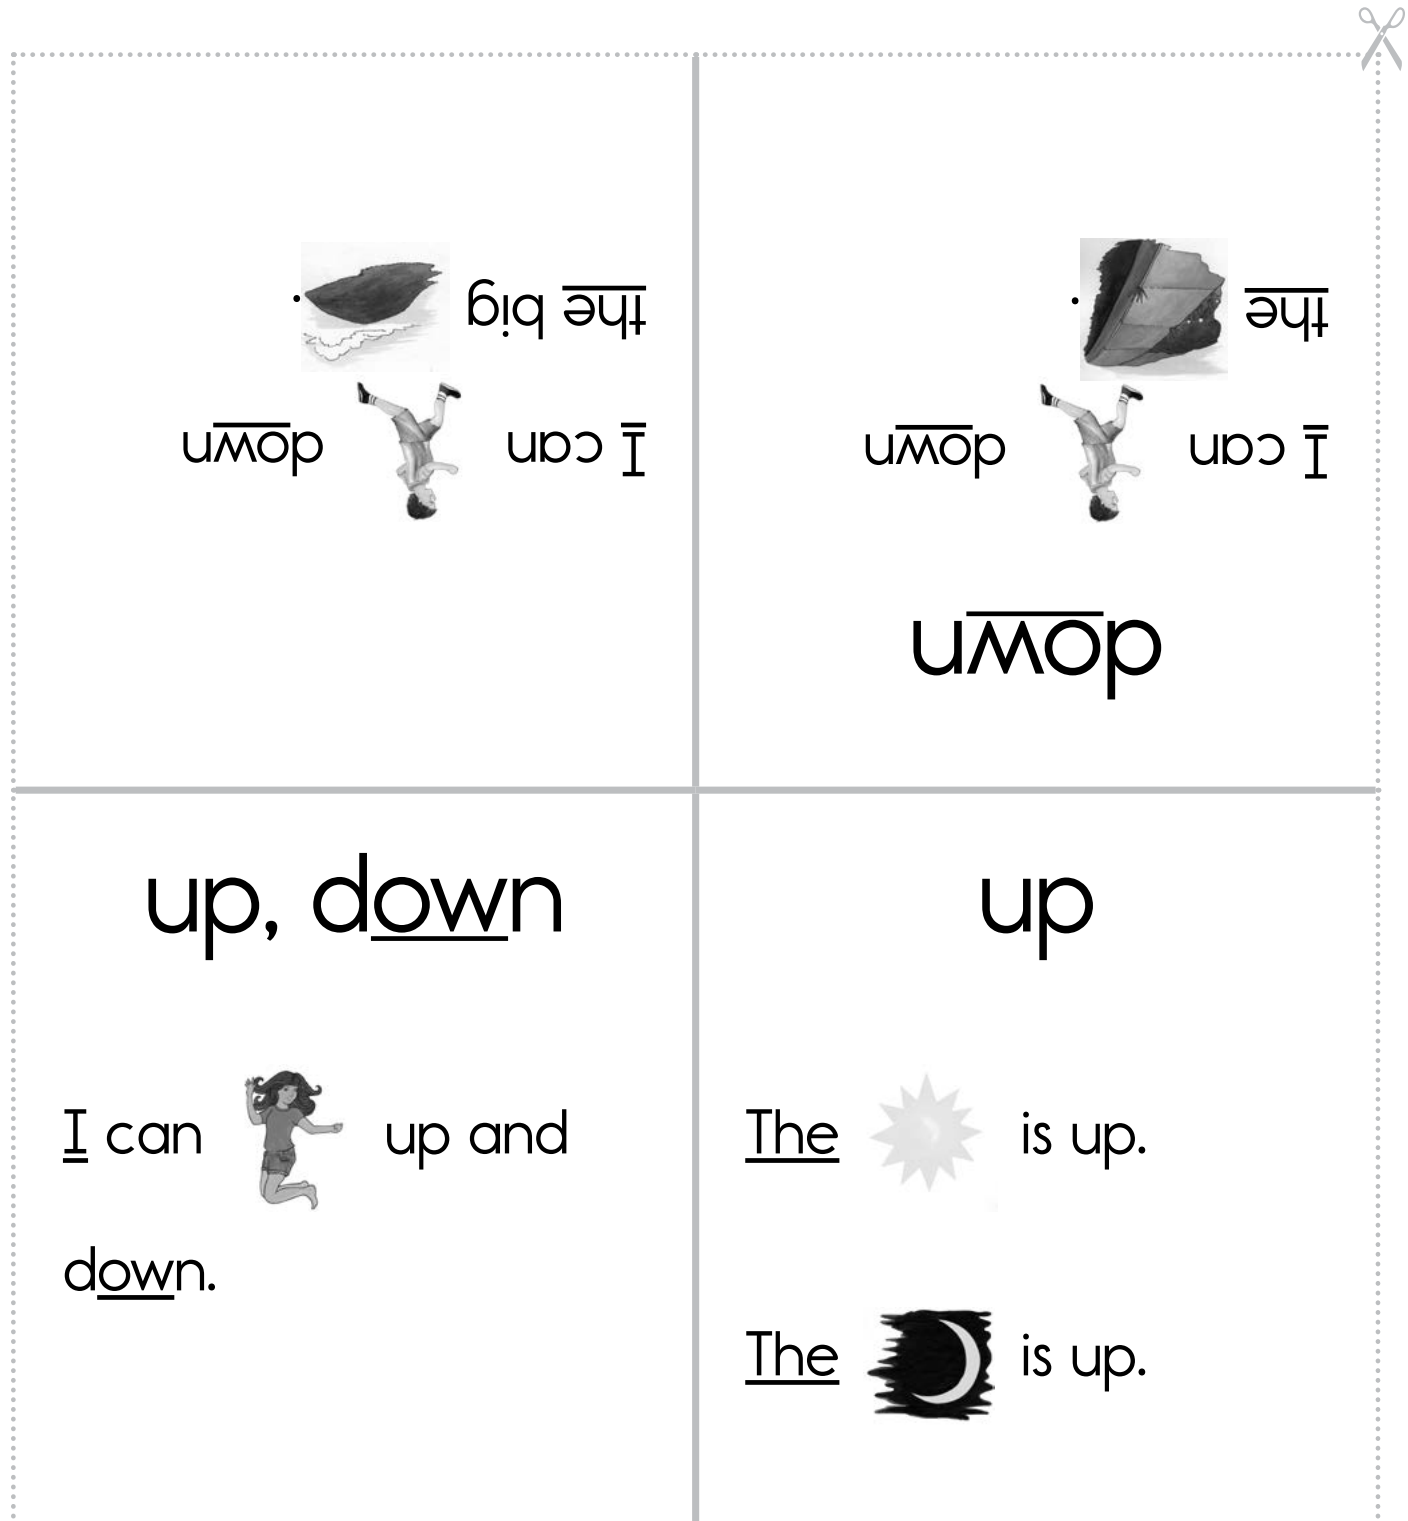 down
I can down
the .
I can down
the big .
up, down
I can up and
down.
up
The is up.
The is up.